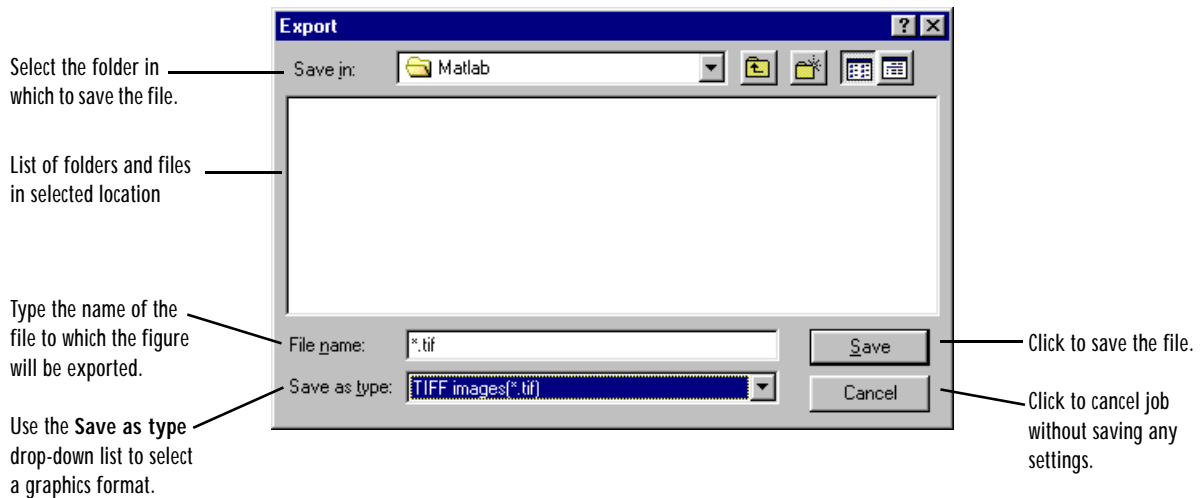 Export
Select the folder in
which to save the file.
Save in:
Matlab
List of folders and files
in selected location
Type the name of the
file to which the figure
will be exported.
File name:
*.tif
Save
Click to save the file.
Save as type:
TIFF images(*.tif)
Cancel
Click to cancel job
without saving any
settings.
Use the Save as type
drop-down list to select
a graphics format.